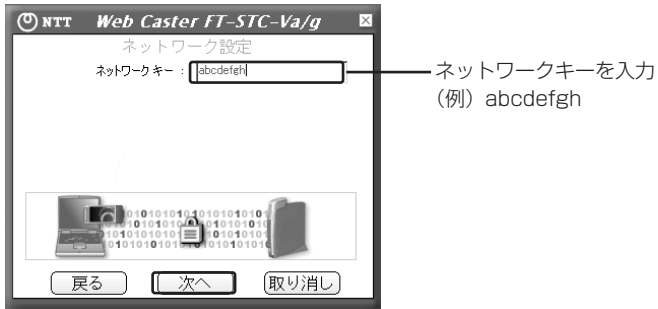 NTT Web Caster FT-STC-Va/g
ネットワーク設定
ネットワークキー : abcdefgh
ネットワークキーを入力
(例) abcdefgh
戻る 次へ 取り消し